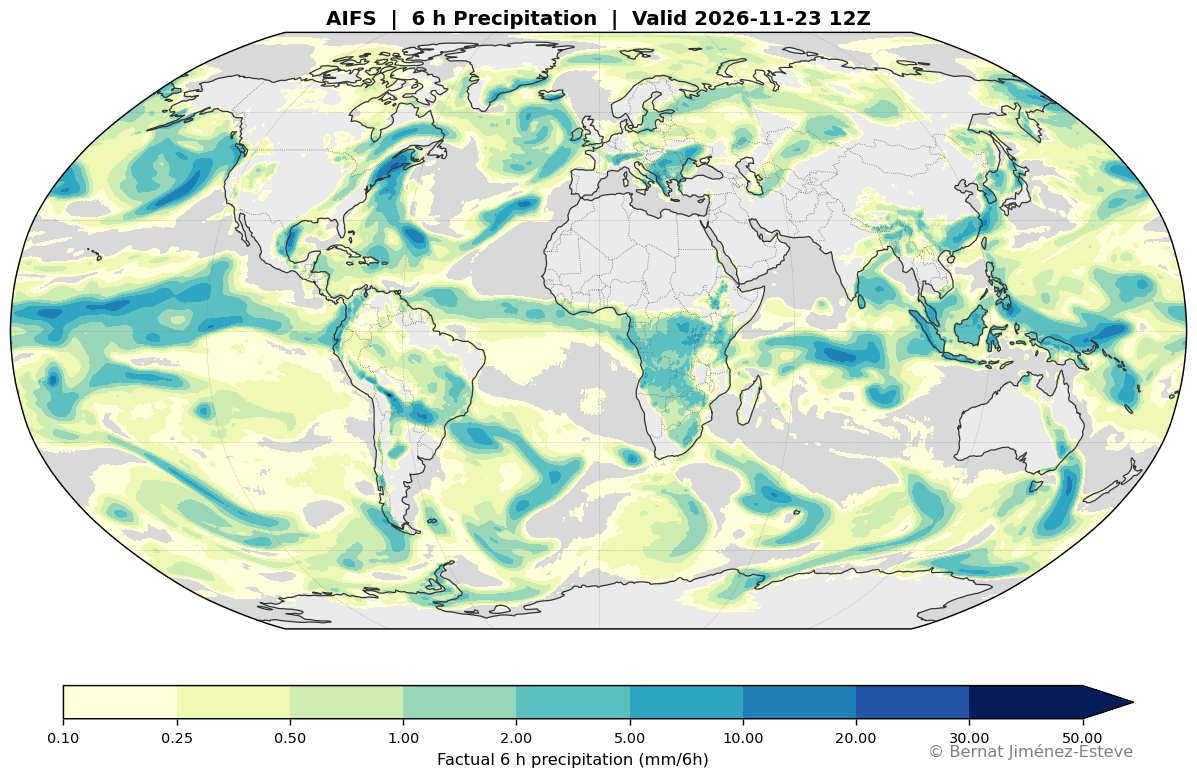 AIFS | 6 h Precipitation | Valid 2026-11-23 12Z
0.10 0.25 0.50 1.00 2.00 5.00 10.00 20.00 30.00 50.00
Factual 6 h precipitation (mm/6h)
© Bernat Jiménez-Esteve